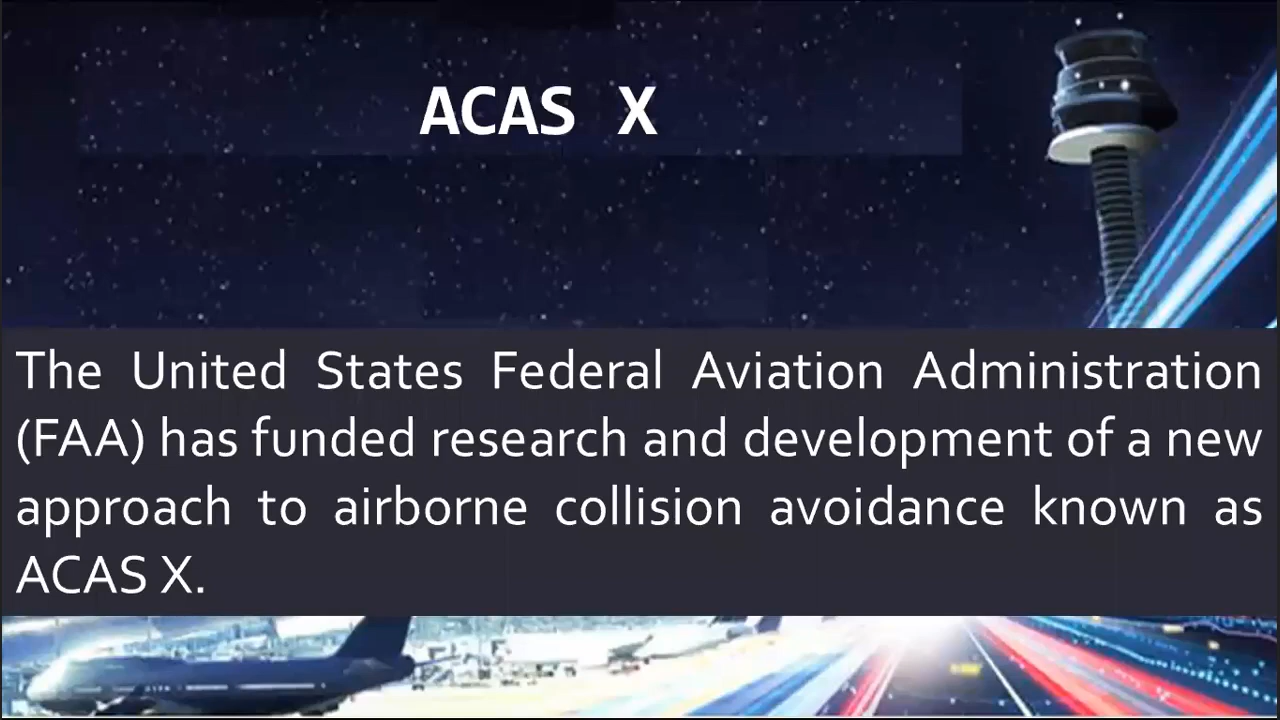 ACAS X
The United States Federal Aviation Administration
(FAA) has funded research and development of a new
approach to airborne collision avoidance known as
ACAS X.